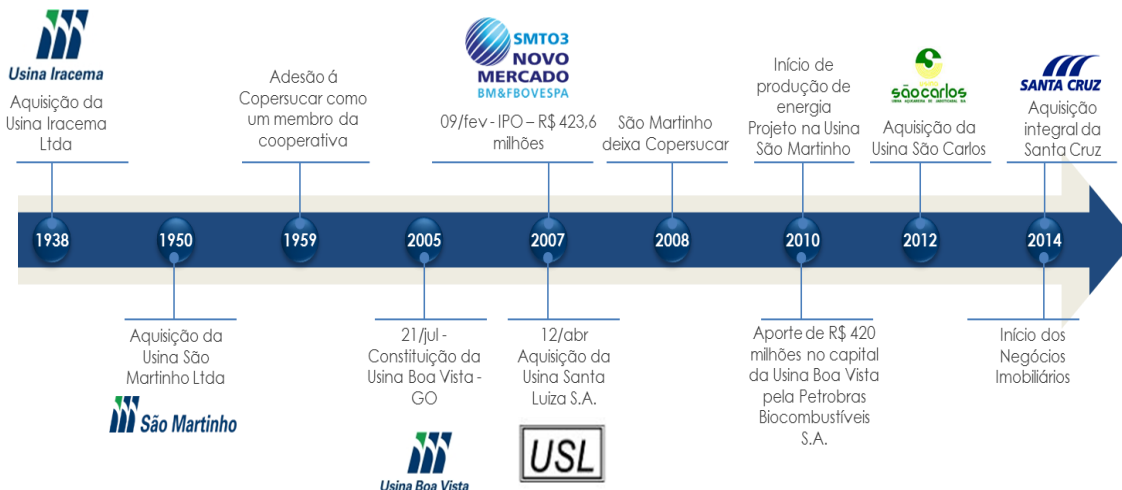 Usina Iracema
Aquisição da
Usina Iracema
Ltda
Adesão á
Copersucar como
um membro da
cooperativa
SMTO3
NOVO
MERCADO
BM&FBOVESPA
09/fev - IPO – R$ 423,6
milhões
São Martinho
deixa Copersucar
Início de
produção de
energia
Projeto na Usina
São Martinho
são carlos
Aquisição da
Usina São Carlos
SANTA CRUZ
Aquisição
integral da
Santa Cruz
1938
1950
1959
2005
2007
2008
2010
2012
2014
Aquisição da
Usina São
Martinho Ltda
São Martinho
21/jul -
Constituição da
Usina Boa Vista -
GO
Usina Boa Vista
12/abr
Aquisição da
Usina Santa
Luiza S.A.
USL
Aporte de R$ 420
milhões no capital
da Usina Boa Vista
pela Petrobras
Biocombustíveis
S.A.
Início dos
Negócios
Imobiliários